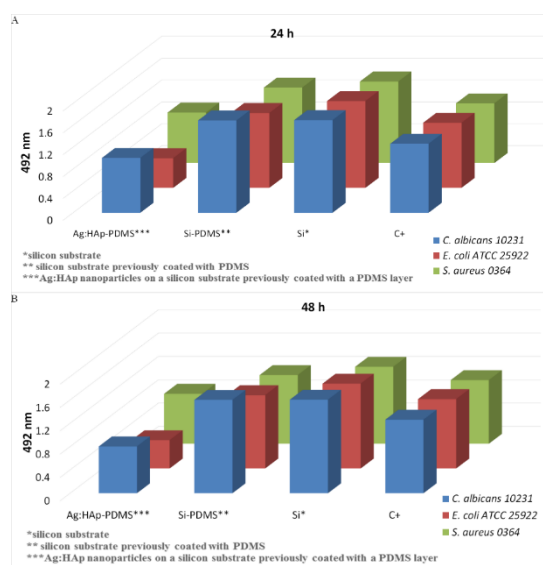 A
24 h
2
1.6
1.2
0.8
0.4
0
492 nm
Ag:HAp-PDMS***
Si-PDMS**
Si*
C+
*silicon substrate
** silicon substrate previously coated with PDMS
***Ag:HAp nanoparticles on a silicon substrate previously coated with a PDMS layer
C. albicans 10231
E. coli ATCC 25922
S. aureus 0364
B
48 h
2
1.6
1.2
0.8
0.4
0
492 nm
Ag:HAp-PDMS***
Si-PDMS**
Si*
C+
*silicon substrate
** silicon substrate previously coated with PDMS
***Ag:HAp nanoparticles on a silicon substrate previously coated with a PDMS layer
C. albicans 10231
E. coli ATCC 25922
S. aureus 0364